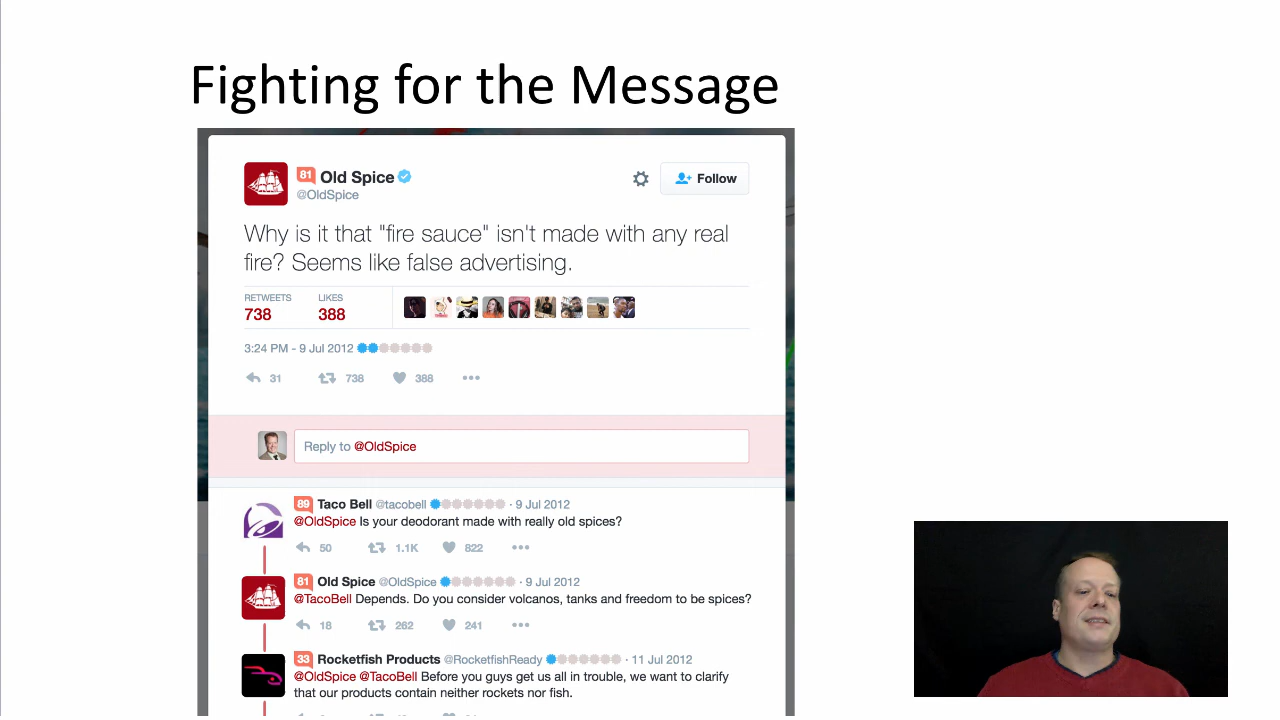 Fighting for the Message
81 Old Spice
@OldSpice
Follow
Why is it that "fire sauce" isn't made with any real
fire? Seems like false advertising.
RETWEETS LIKES
738 388
3:24 PM - 9 Jul 2012
31 738 388
Reply to @OldSpice
89 Taco Bell @tacobell · 9 Jul 2012
@OldSpice Is your deodorant made with really old spices?
50 1.1K 822
81 Old Spice @OldSpice · 9 Jul 2012
@TacoBell Depends. Do you consider volcanos, tanks and freedom to be spices?
18 262 241
33 Rocketfish Products @RocketfishReady · 11 Jul 2012
@OldSpice @TacoBell Before you guys get us all in trouble, we want to clarify
that our products contain neither rockets nor fish.